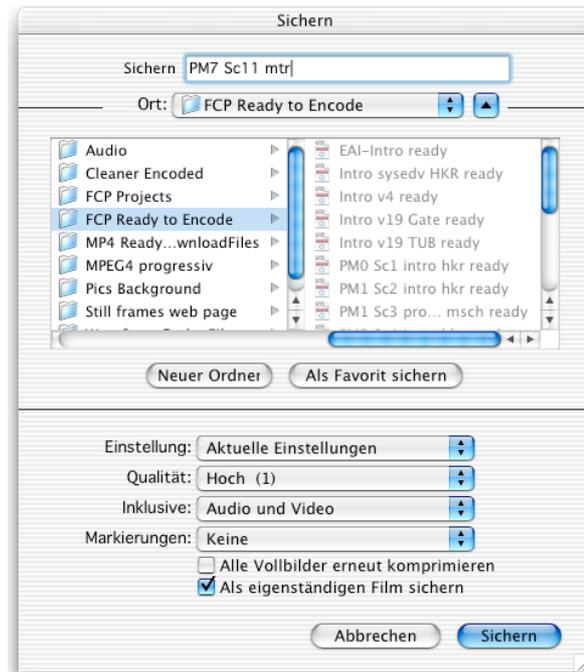 Sichern
Sichern PM7 Sc11 mtr
Ort: FCP Ready to Encode
Audio
Cleaner Encoded
FCP Projects
FCP Ready to Encode
MP4 Ready...wnloadFiles
MPEG4 progressiv
Pics Background
Still frames web page
EAI-Intro ready
Intro sysedv HKR ready
Intro v4 ready
Intro v19 Gate ready
Intro v19 TUB ready
PM0 Sc1 intro hkr ready
PM1 Sc2 intro hkr ready
PM1 Sc3 pro... msch ready
Neuer Ordner
Als Favorit sichern
Einstellung: Aktuelle Einstellungen
Qualität: Hoch (1)
Inklusive: Audio und Video
Markierungen: Keine
Alle Vollbilder erneut komprimieren
Als eigenständigen Film sichern
Abbrechen
Sichern